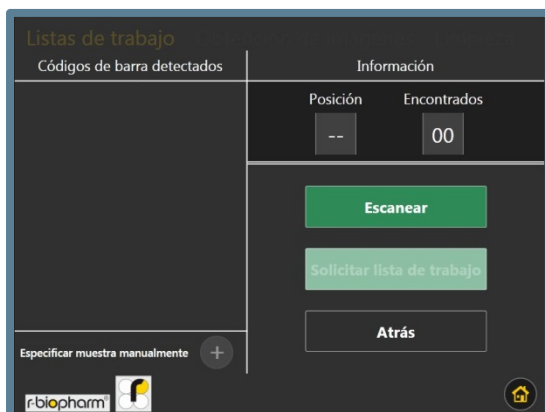 Listas de trabajo
Códigos de barra detectados
Información
Posición
Encontrados
--
00
Escanear
Solicitar lista de trabajo
Atrás
Especificar muestra manualmente
+
r-biopharm®